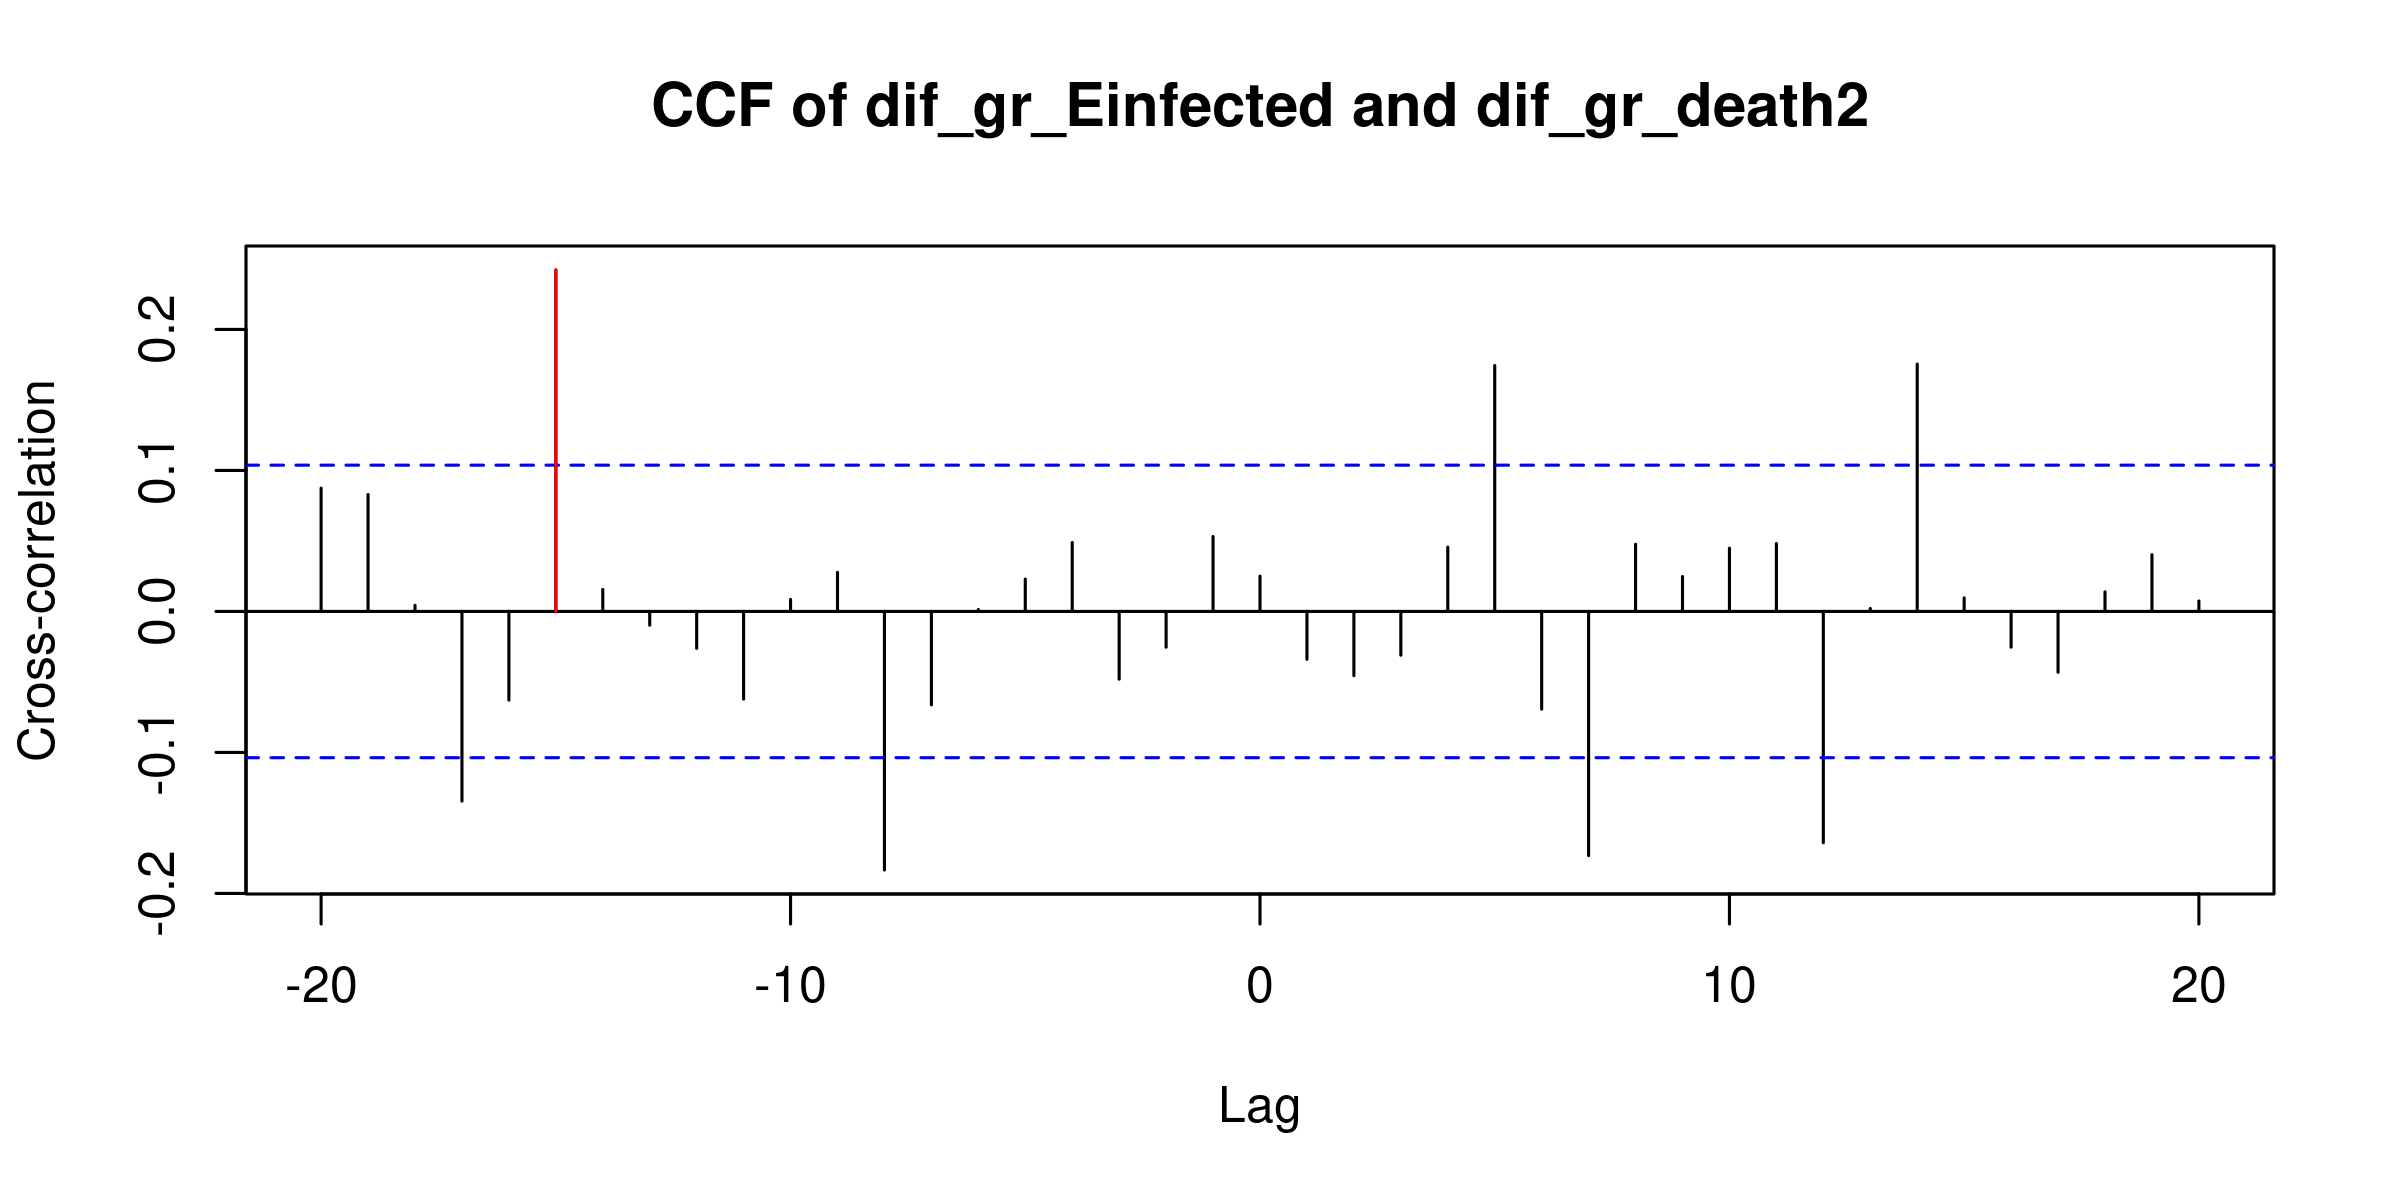 CCF of dif_gr_Einfected and dif_gr_death2
Cross-correlation
0.2
0.1
0.0
-0.1
-0.2
-20 -10 0 10 20
Lag